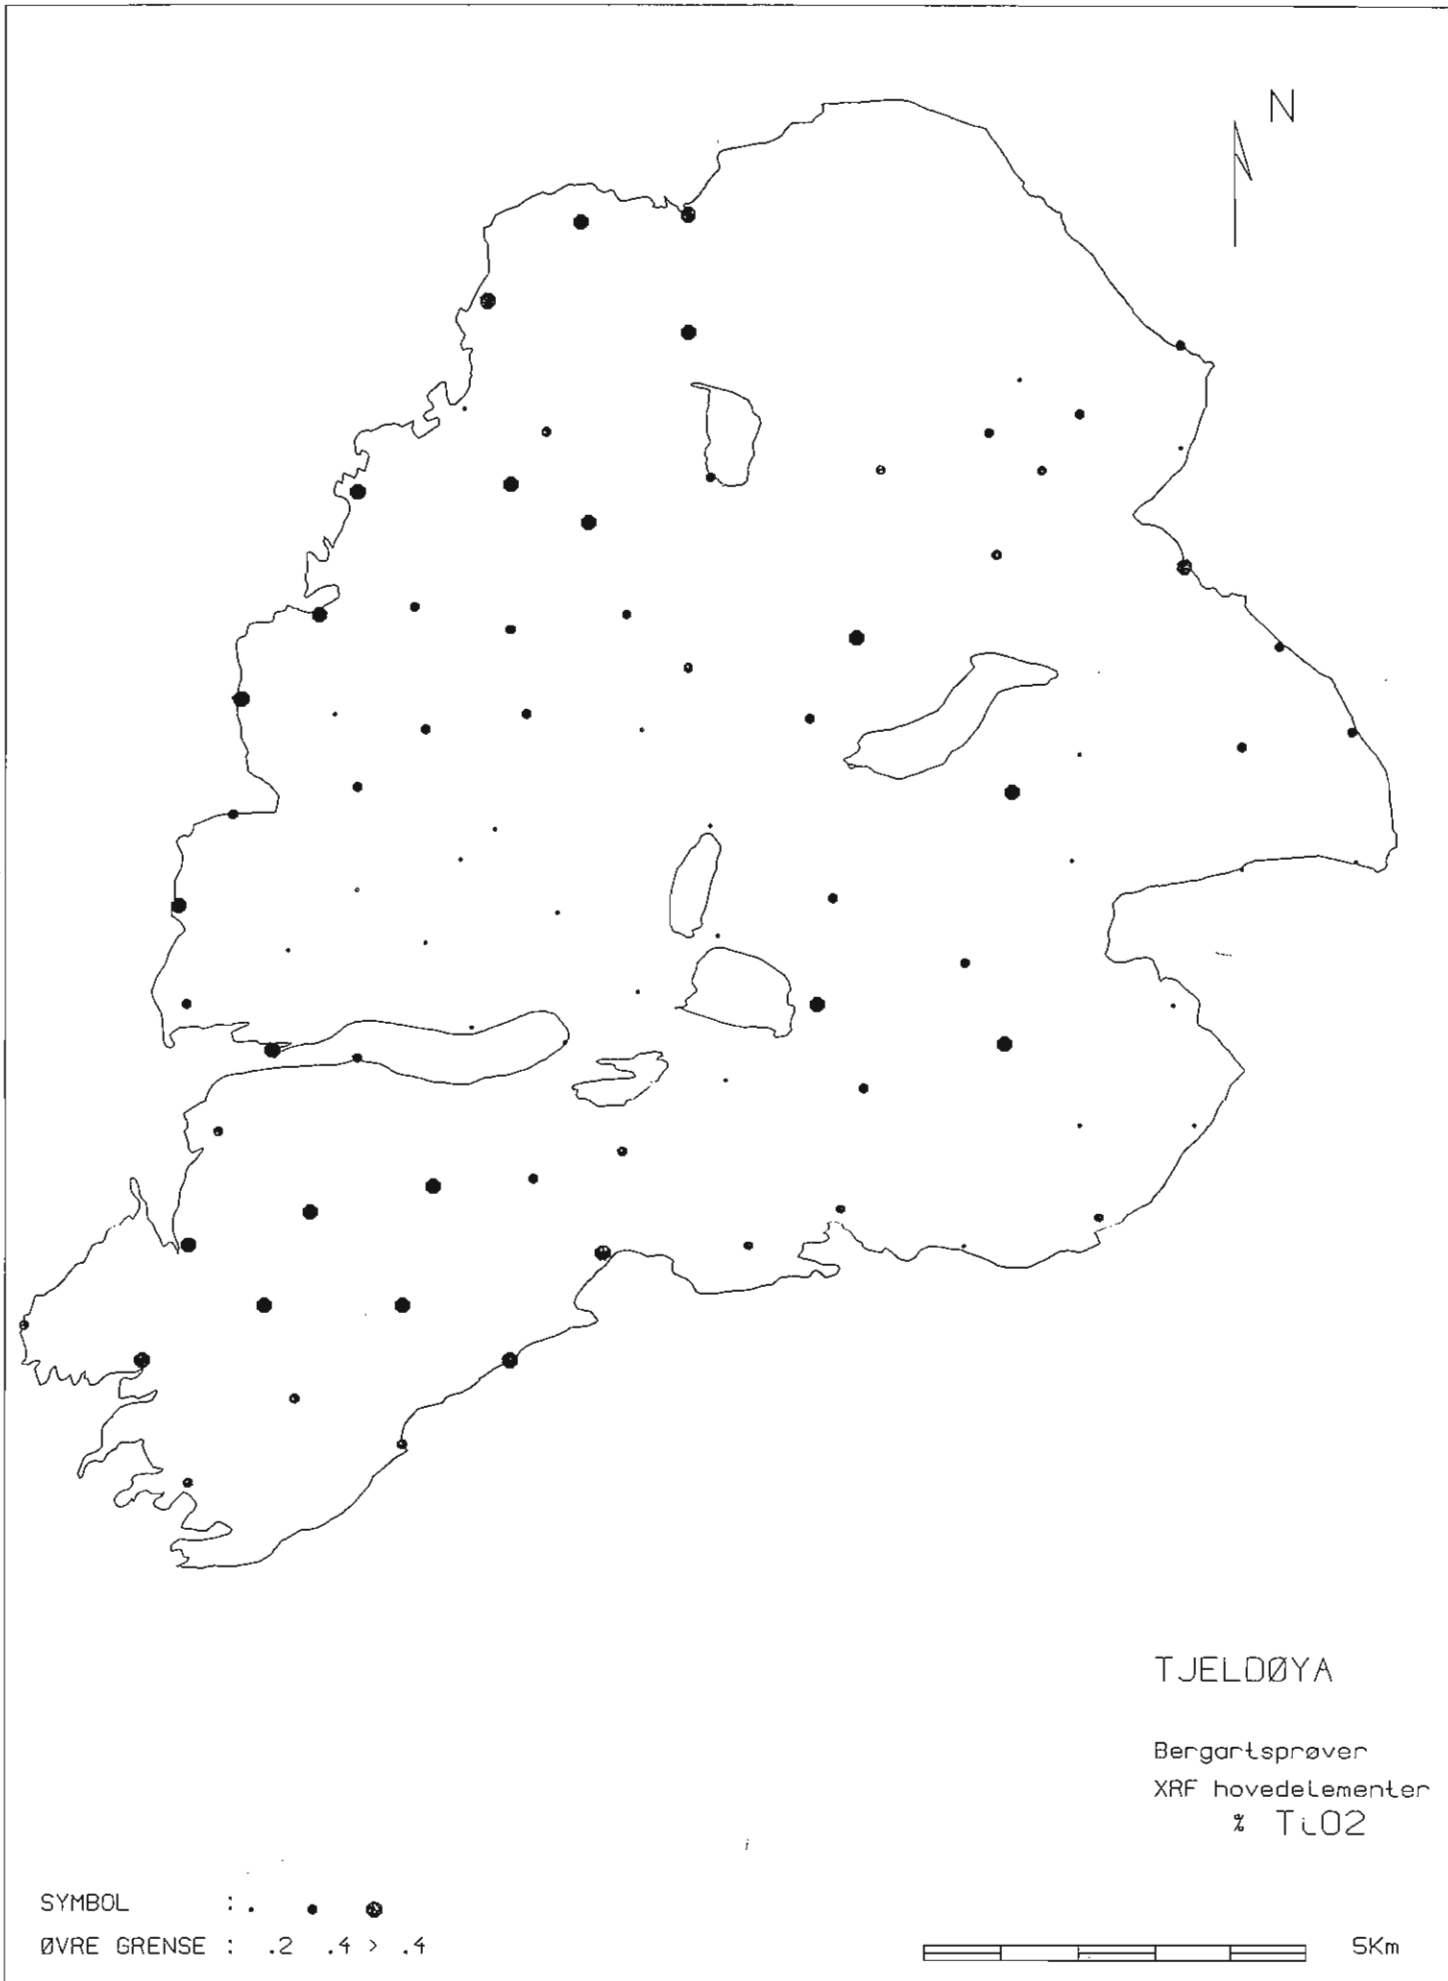 N
TJELDØYA
Bergartsprøver
XRF hovedelementer
% TiO2
SYMBOL :
ØVRE GRENSE : .2 .4 > .4
5Km